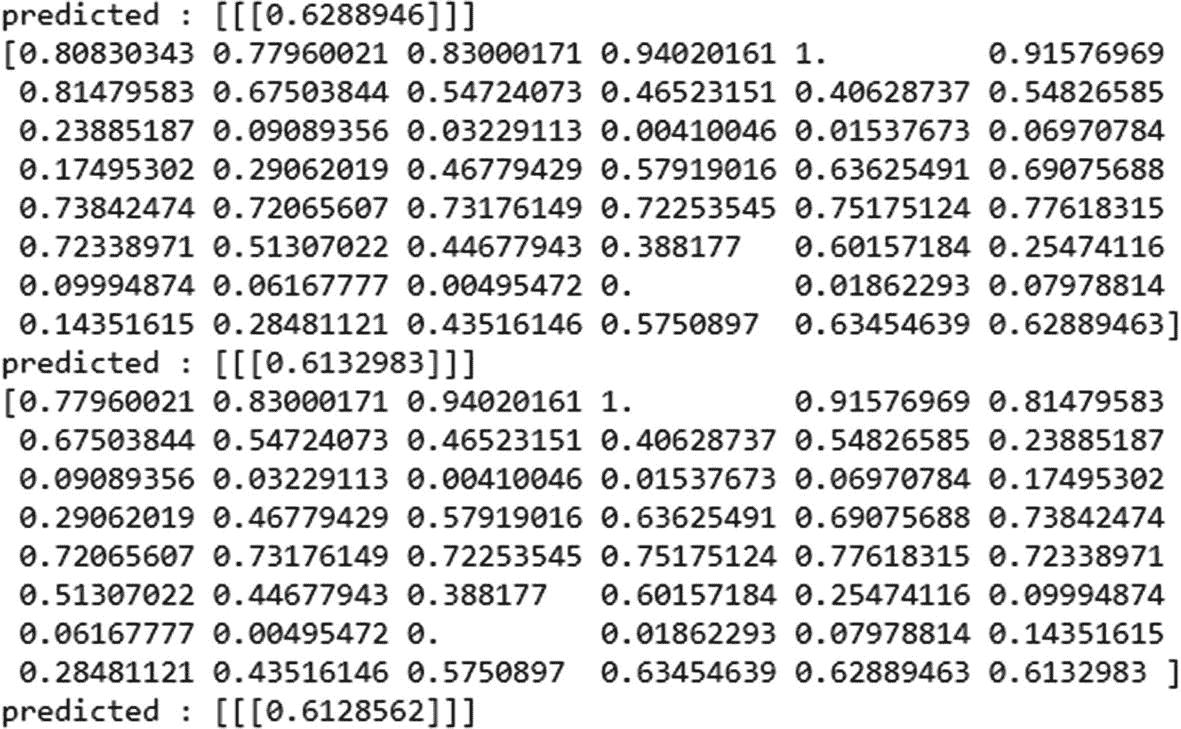 predicted : [[[0.6288946]]]
[0.80830343 0.77960021 0.83000171 0.94020161 1.         0.91576969
 0.81479583 0.67503844 0.54724073 0.46523151 0.40628737 0.54826585
 0.23885187 0.09089356 0.03229113 0.00410046 0.01537673 0.06970784
 0.17495302 0.29062019 0.46779429 0.57919016 0.63625491 0.69075688
 0.73842474 0.72065607 0.73176149 0.72253545 0.75175124 0.77618315
 0.72338971 0.51307022 0.44677943 0.388177   0.60157184 0.25474116
 0.09994874 0.06167777 0.00495472 0.         0.01862293 0.07978814
 0.14351615 0.28481121 0.43516146 0.5750897  0.63454639 0.62889463]
predicted : [[[0.6132983]]]
[0.77960021 0.83000171 0.94020161 1.         0.91576969 0.81479583
 0.67503844 0.54724073 0.46523151 0.40628737 0.54826585 0.23885187
 0.09089356 0.03229113 0.00410046 0.01537673 0.06970784 0.17495302
 0.29062019 0.46779429 0.57919016 0.63625491 0.69075688 0.73842474
 0.72065607 0.73176149 0.72253545 0.75175124 0.77618315 0.72338971
 0.51307022 0.44677943 0.388177   0.60157184 0.25474116 0.09994874
 0.06167777 0.00495472 0.         0.01862293 0.07978814 0.14351615
 0.28481121 0.43516146 0.5750897  0.63454639 0.62889463 0.6132983 ]
predicted : [[[0.6128562]]]